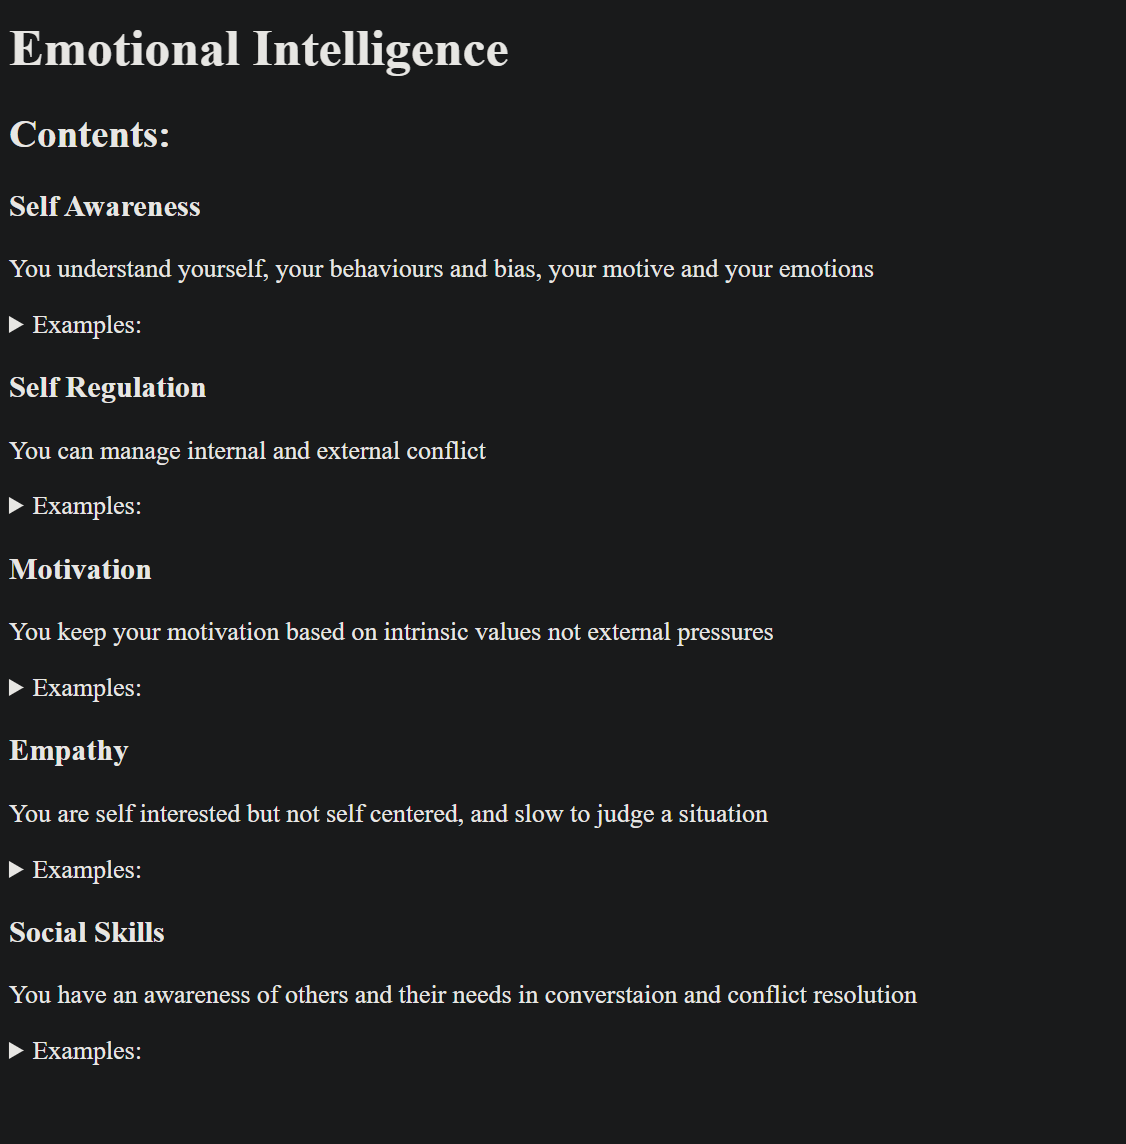 Emotional Intelligence
Contents:
Self Awareness
You understand yourself, your behaviours and bias, your motive and your emotions
▶ Examples:
Self Regulation
You can manage internal and external conflict
▶ Examples:
Motivation
You keep your motivation based on intrinsic values not external pressures
▶ Examples:
Empathy
You are self interested but not self centered, and slow to judge a situation
▶ Examples:
Social Skills
You have an awareness of others and their needs in converstaion and conflict resolution
▶ Examples: